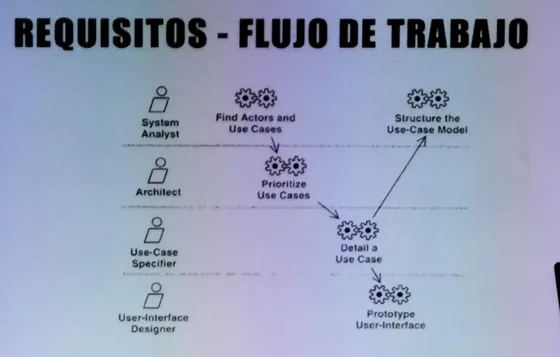 REQUISITOS - FLUJO DE TRABAJO
System
Analyst
Find Actors and
Use Cases
Structure the
Use-Case Model
Architect
Prioritize
Use Cases
Use-Case
Specifier
Detail a
Use Case
User-Interface
Designer
Prototype
User-Interface